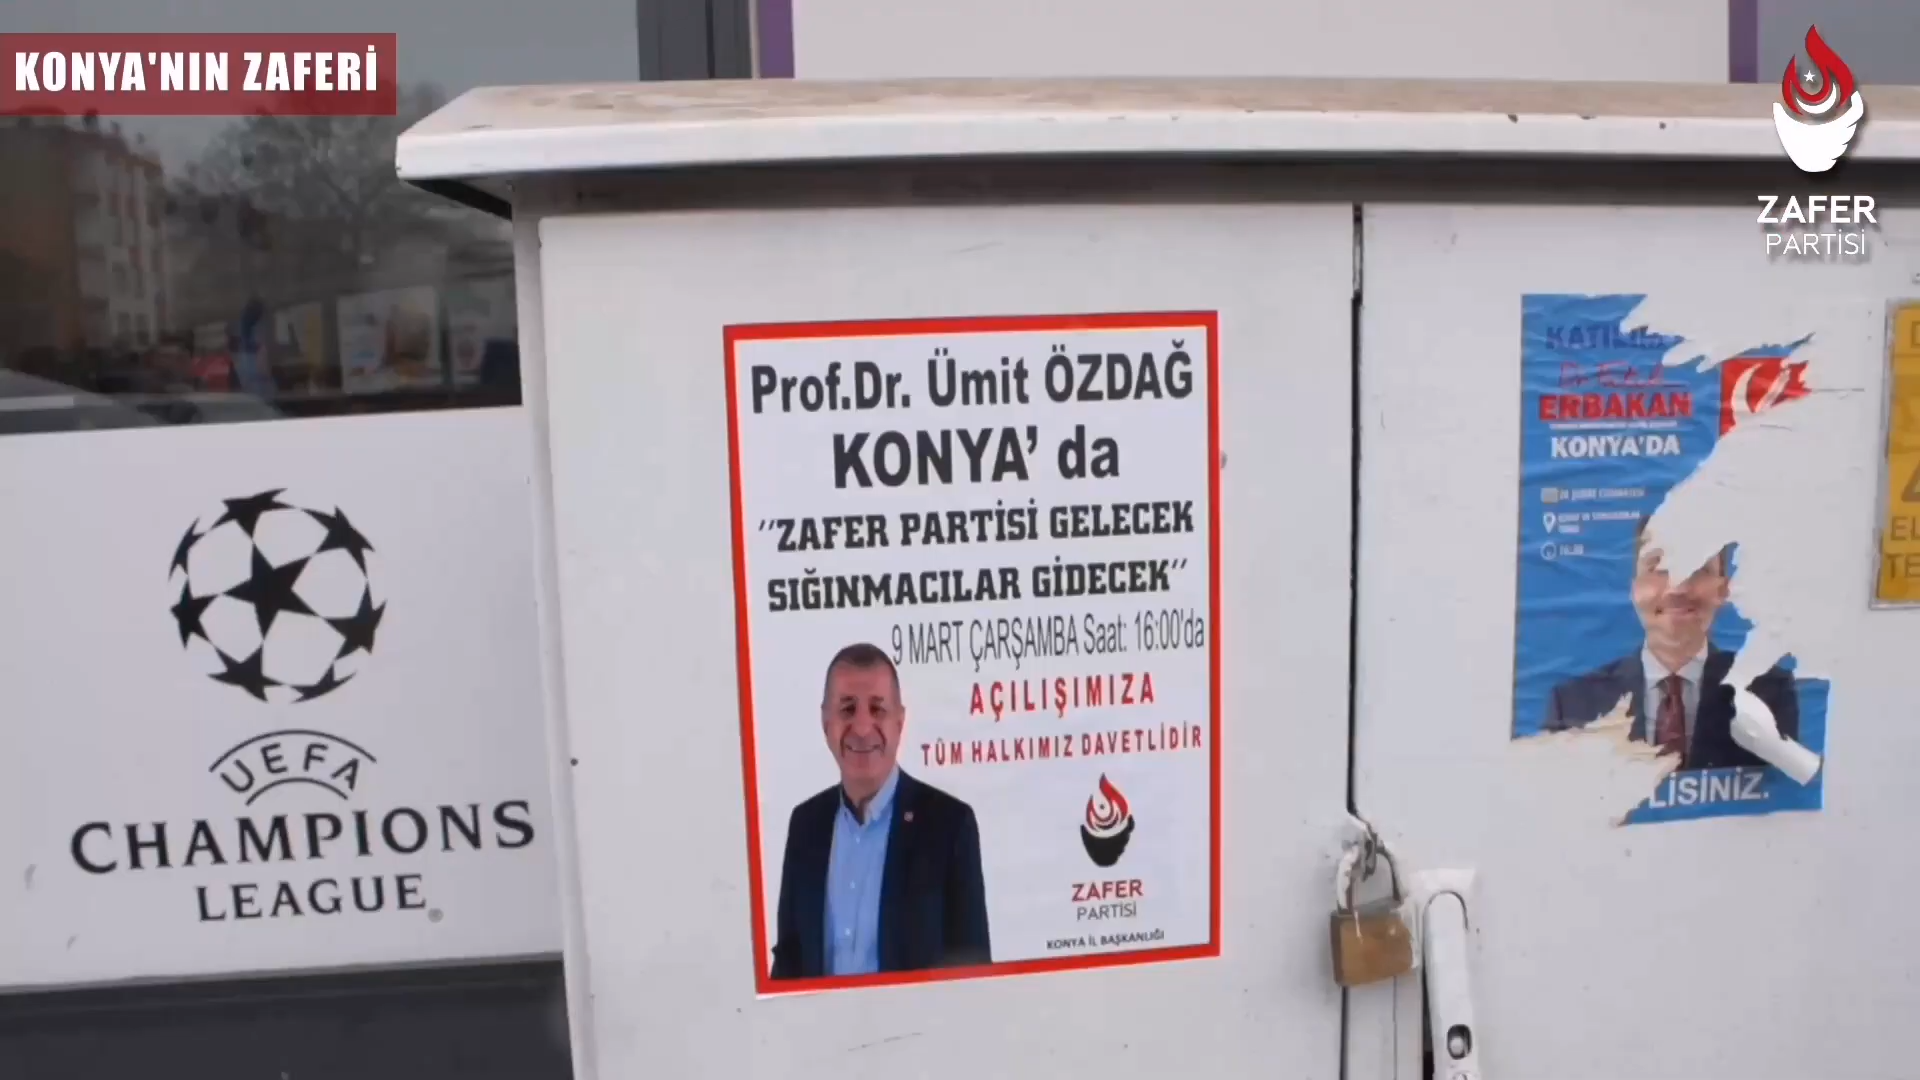 KONYA'NIN ZAFERİ
ZAFER
PARTİSİ
Prof.Dr. Ümit ÖZDAĞ
KONYA' da
"ZAFER PARTİSİ GELECEK
SIĞINMACILAR GİDECEK"
9 MART ÇARŞAMBA Saat: 16:00'da
AÇILIŞIMIZA
TÜM HALKIMIZ DAVETLİDİR
ZAFER
PARTİSİ
KONYA İL BAŞKANLIĞI
ERBAKAN
KONYA'DA
LİSİNİZ.
UEFA
CHAMPIONS
LEAGUE
EL
TE